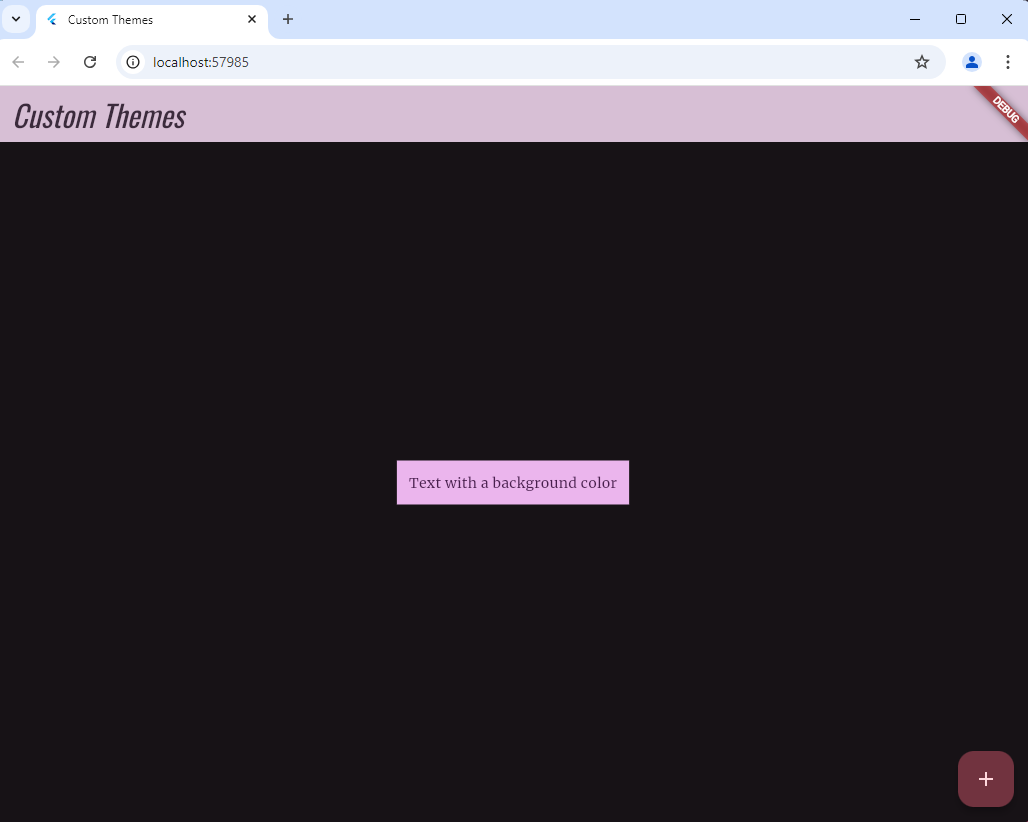 Custom Themes
localhost:57985
Custom Themes
DEBUG
Text with a background color